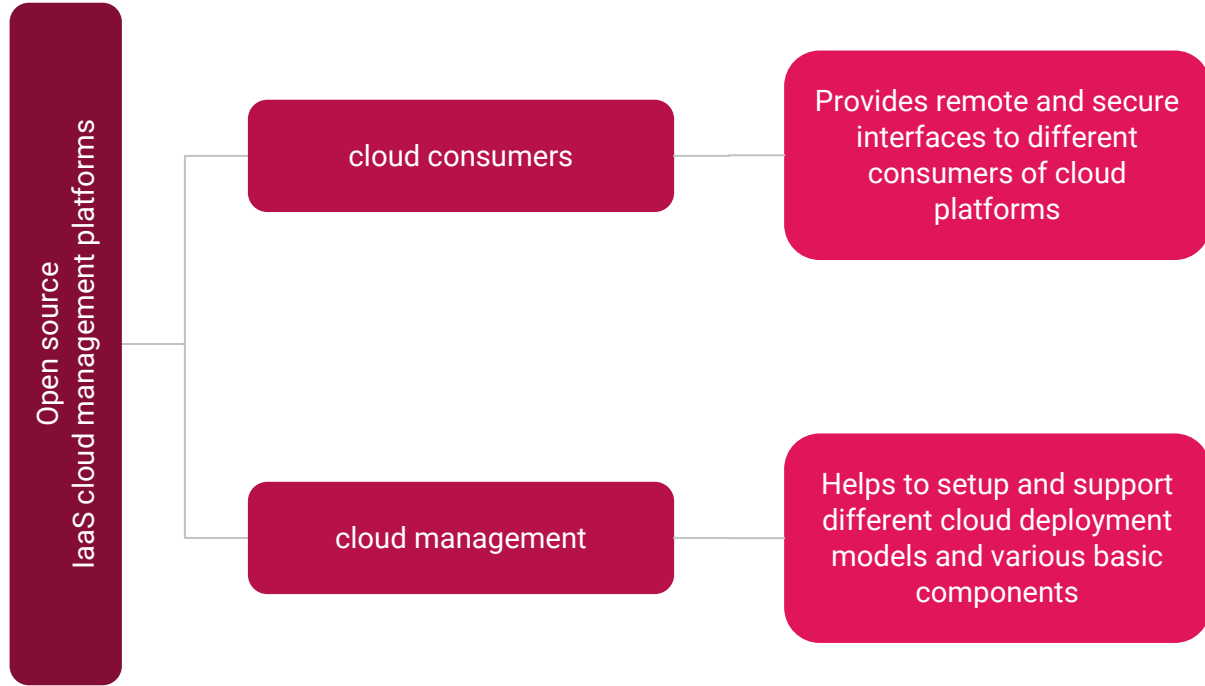 Open source
IaaS cloud management platforms
cloud consumers
Provides remote and secure
interfaces to different
consumers of cloud
platforms
cloud management
Helps to setup and support
different cloud deployment
models and various basic
components